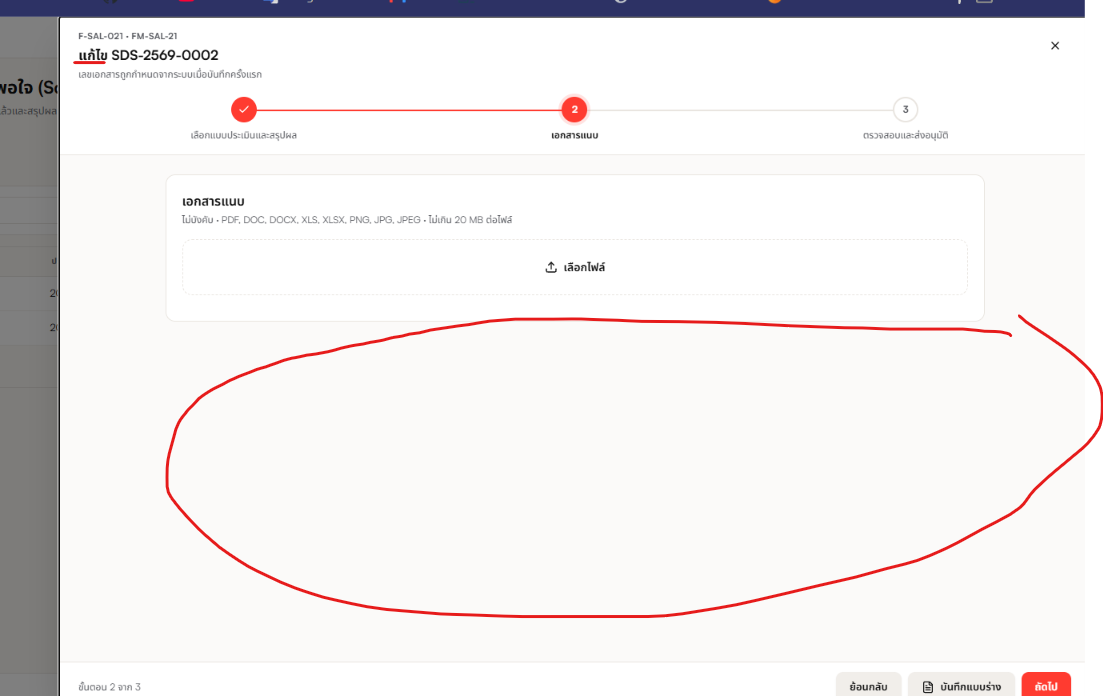 F-SAL-021 • FM-SAL-21
แก้ไข SDS-2569-0002
เลขเอกสารถูกกำหนดจากระบบเมื่อบันทึกครั้งแรก
2
3
เลือกแบบประเมินและสรุปผล
เอกสารแนบ
ตรวจสอบและส่งอนุมัติ
เอกสารแนบ
ไม่บังคับ • PDF, DOC, DOCX, XLS, XLSX, PNG, JPG, JPEG • ไม่เกิน 20 MB ต่อไฟล์
เลือกไฟล์
ขั้นตอน 2 จาก 3
ย้อนกลับ
บันทึกแบบร่าง
ถัดไป